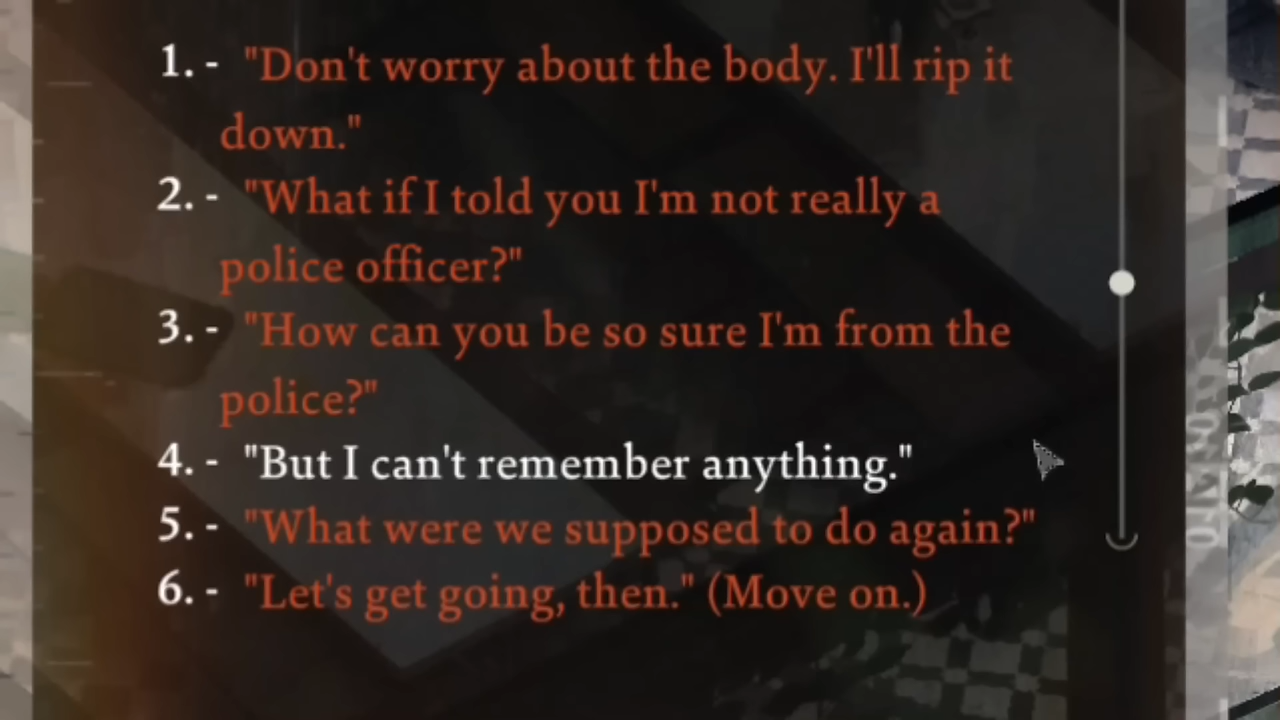 1. - "Don't worry about the body. I'll rip it
down."
2. - "What if I told you I'm not really a
police officer?"
3. - "How can you be so sure I'm from the
police?"
4. - "But I can't remember anything."
5. - "What were we supposed to do again?"
6. - "Let's get going, then." (Move on.)